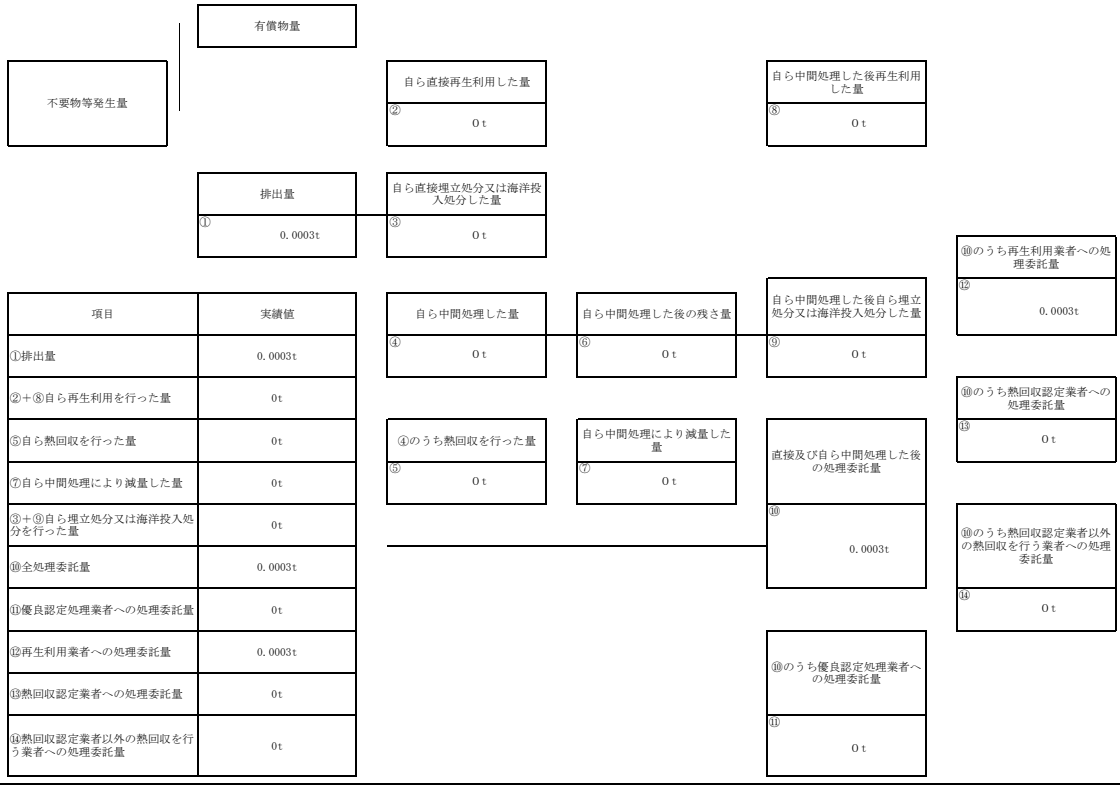 有償物量
不要物等発生量
自ら直接再生利用した量
②
0t
自ら中間処理した後再生利用
した量
⑧
0t
排出量
①
0.0003t
自ら直接埋立処分又は海洋投
入処分した量
③
0t
⑩のうち再生利用業者への処
理委託量
⑫
0.0003t
自ら中間処理した量
④
0t
自ら中間処理した後の残さ量
⑥
0t
自ら中間処理した後自ら埋立
処分又は海洋投入処分した量
⑨
0t
⑩のうち熱回収認定業者への
処理委託量
⑬
0t
④のうち熱回収を行った量
⑤
0t
自ら中間処理により減量した
量
⑦
0t
直接及び自ら中間処理した後
の処理委託量
⑩
0.0003t
⑩のうち熱回収認定業者以外
の熱回収を行う業者への処理
委託量
⑭
0t
⑩のうち優良認定処理業者へ
の処理委託量
⑪
0t
項目 実績値
①排出量 0.0003t
②+⑧自ら再生利用を行った量 0t
⑤自ら熱回収を行った量 0t
⑦自ら中間処理により減量した量 0t
③+⑨自ら埋立処分又は海洋投入処
分を行った量 0t
⑩全処理委託量 0.0003t
⑪優良認定処理業者への処理委託量 0t
⑫再生利用業者への処理委託量 0.0003t
⑬熱回収認定業者への処理委託量 0t
⑭熱回収認定業者以外の熱回収を行
う業者への処理委託量 0t